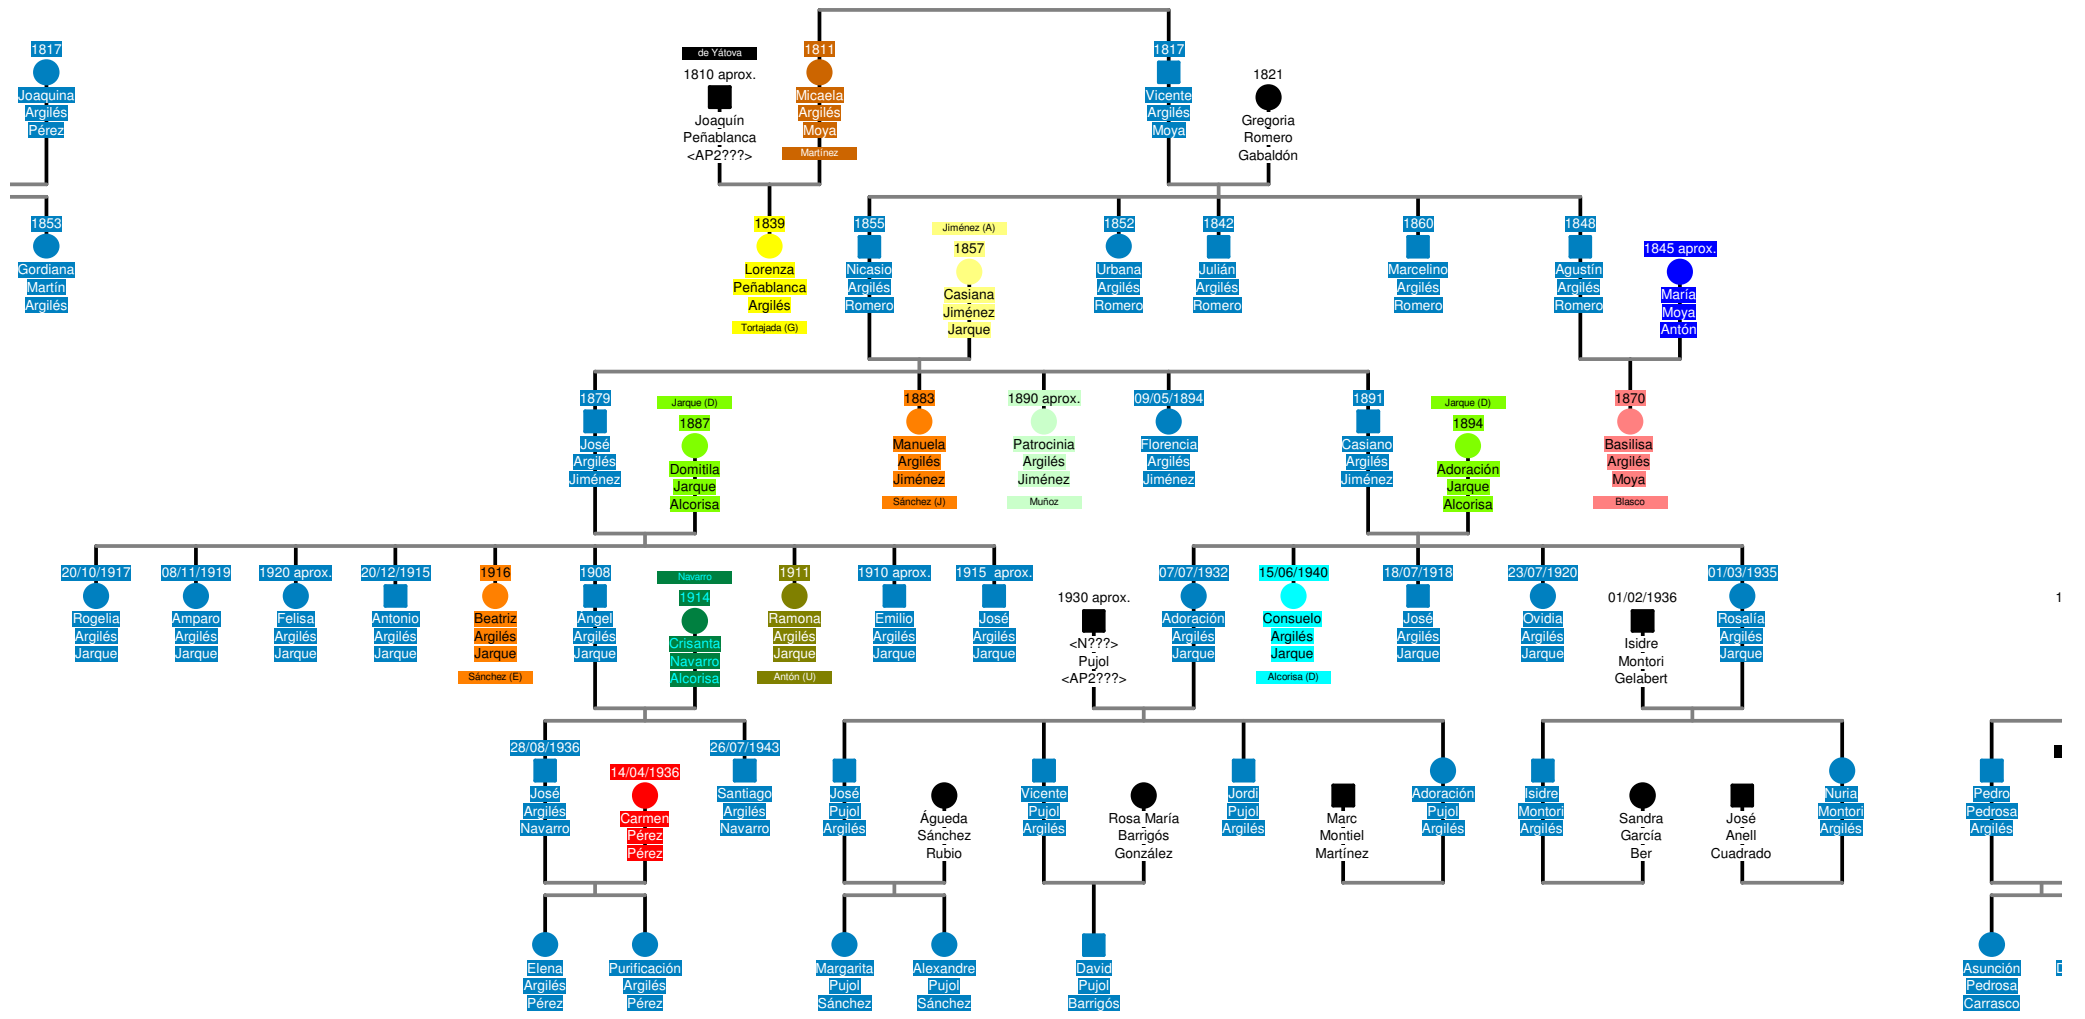 1817
Joaquina
Argilés
Pérez
de Yátova
1810 aprox.
Joaquín
Peñablanca
<AP2???>
1811
Micaela
Argilés
Moya
Martínez
1817
Vicente
Argilés
Moya
1821
Gregoria
Romero
Gabaldón
1853
Gordiana
Martín
Argilés
1839
Lorenza
Peñablanca
Argilés
Tortajada (G)
1855
Nicasio
Argilés
Romero
Jiménez (A)
1857
Casiana
Jiménez
Jarque
1852
Urbana
Argilés
Romero
1842
Julián
Argilés
Romero
1860
Marcelino
Argilés
Romero
1848
Agustín
Argilés
Romero
1845 aprox.
María
Moya
Antón
1879
José
Argilés
Jiménez
Jarque (D)
1887
Domitila
Jarque
Alcorisa
1883
Manuela
Argilés
Jiménez
Sánchez (J)
1890 aprox.
Patrocinia
Argilés
Jiménez
Muñoz
09/05/1894
Florencia
Argilés
Jiménez
1891
Casiano
Argilés
Jiménez
Jarque (D)
1894
Adoración
Jarque
Alcorisa
1870
Basilisa
Argilés
Moya
Blasco
20/10/1917
Rogelia
Argilés
Jarque
08/11/1919
Amparo
Argilés
Jarque
1920 aprox.
Felisa
Argilés
Jarque
20/12/1915
Antonio
Argilés
Jarque
1916
Beatriz
Argilés
Jarque
Sánchez (E)
1908
Angel
Argilés
Jarque
Navarro
1914
Crisanta
Navarro
Alcorisa
1911
Ramona
Argilés
Jarque
Antón (U)
1910 aprox.
Emilio
Argilés
Jarque
1915 aprox.
José
Argilés
Jarque
1930 aprox.
<N???>
Pujol
<AP2???>
07/07/1932
Adoración
Argilés
Jarque
15/06/1940
Consuelo
Argilés
Jarque
Alcorisa (D)
18/07/1918
José
Argilés
Jarque
23/07/1920
Ovidia
Argilés
Jarque
01/02/1936
Isidre
Montori
Gelabert
01/03/1935
Rosalía
Argilés
Jarque
1
28/08/1936
José
Argilés
Navarro
14/04/1936
Carmen
Pérez
Pérez
26/07/1943
Santiago
Argilés
Navarro
José
Pujol
Argilés
Águeda
Sánchez
Rubio
Vicente
Pujol
Argilés
Rosa María
Barrigós
González
Jordi
Pujol
Argilés
Marc
Montiel
Martínez
Adoración
Pujol
Argilés
Isidre
Montori
Argilés
Sandra
García
Ber
José
Anell
Cuadrado
Nuria
Montori
Argilés
Pedro
Pedrosa
Argilés
Elena
Argilés
Pérez
Purificación
Argilés
Pérez
Margarita
Pujol
Sánchez
Alexandre
Pujol
Sánchez
David
Pujol
Barrigós
Asunción
Pedrosa
Carrasco